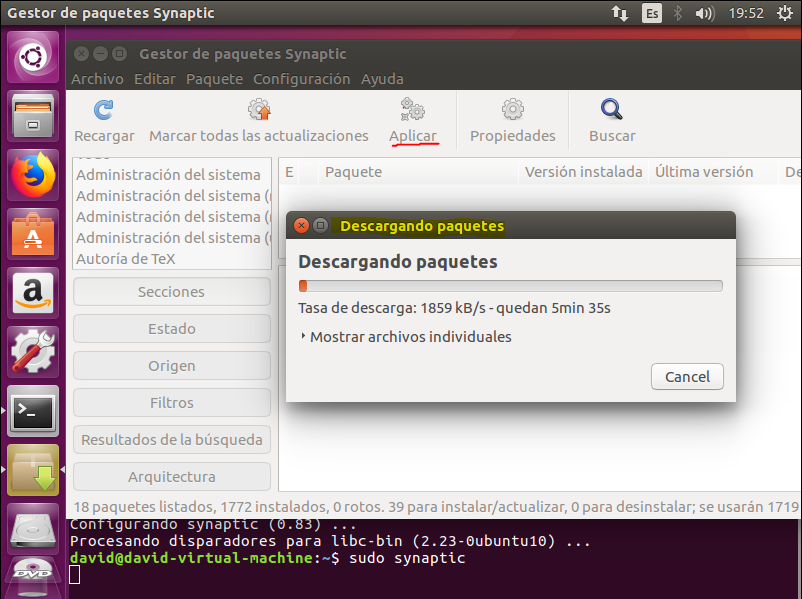 Gestor de paquetes Synaptic
Es
19:52
Gestor de paquetes Synaptic
Archivo Editar Paquete Configuración Ayuda
Recargar Marcar todas las actualizaciones Aplicar Propiedades Buscar
Administración del sistema
Administración del sistema (
Administración del sistema (
Administración del sistema (
Autoría de TeX
Secciones
Estado
Origen
Filtros
Resultados de la búsqueda
Arquitectura
E Paquete Versión instalada Última versión De
Descargando paquetes
Descargando paquetes
Tasa de descarga: 1859 kB/s - quedan 5min 35s
Mostrar archivos individuales
Cancel
18 paquetes listados, 1772 instalados, 0 rotos. 39 para instalar/actualizar, 0 para desinstalar; se usarán 1719
Configurando synaptic (0.83) ...
Procesando disparadores para libc-bin (2.23-0ubuntu10) ...
david@david-virtual-machine:~$ sudo synaptic